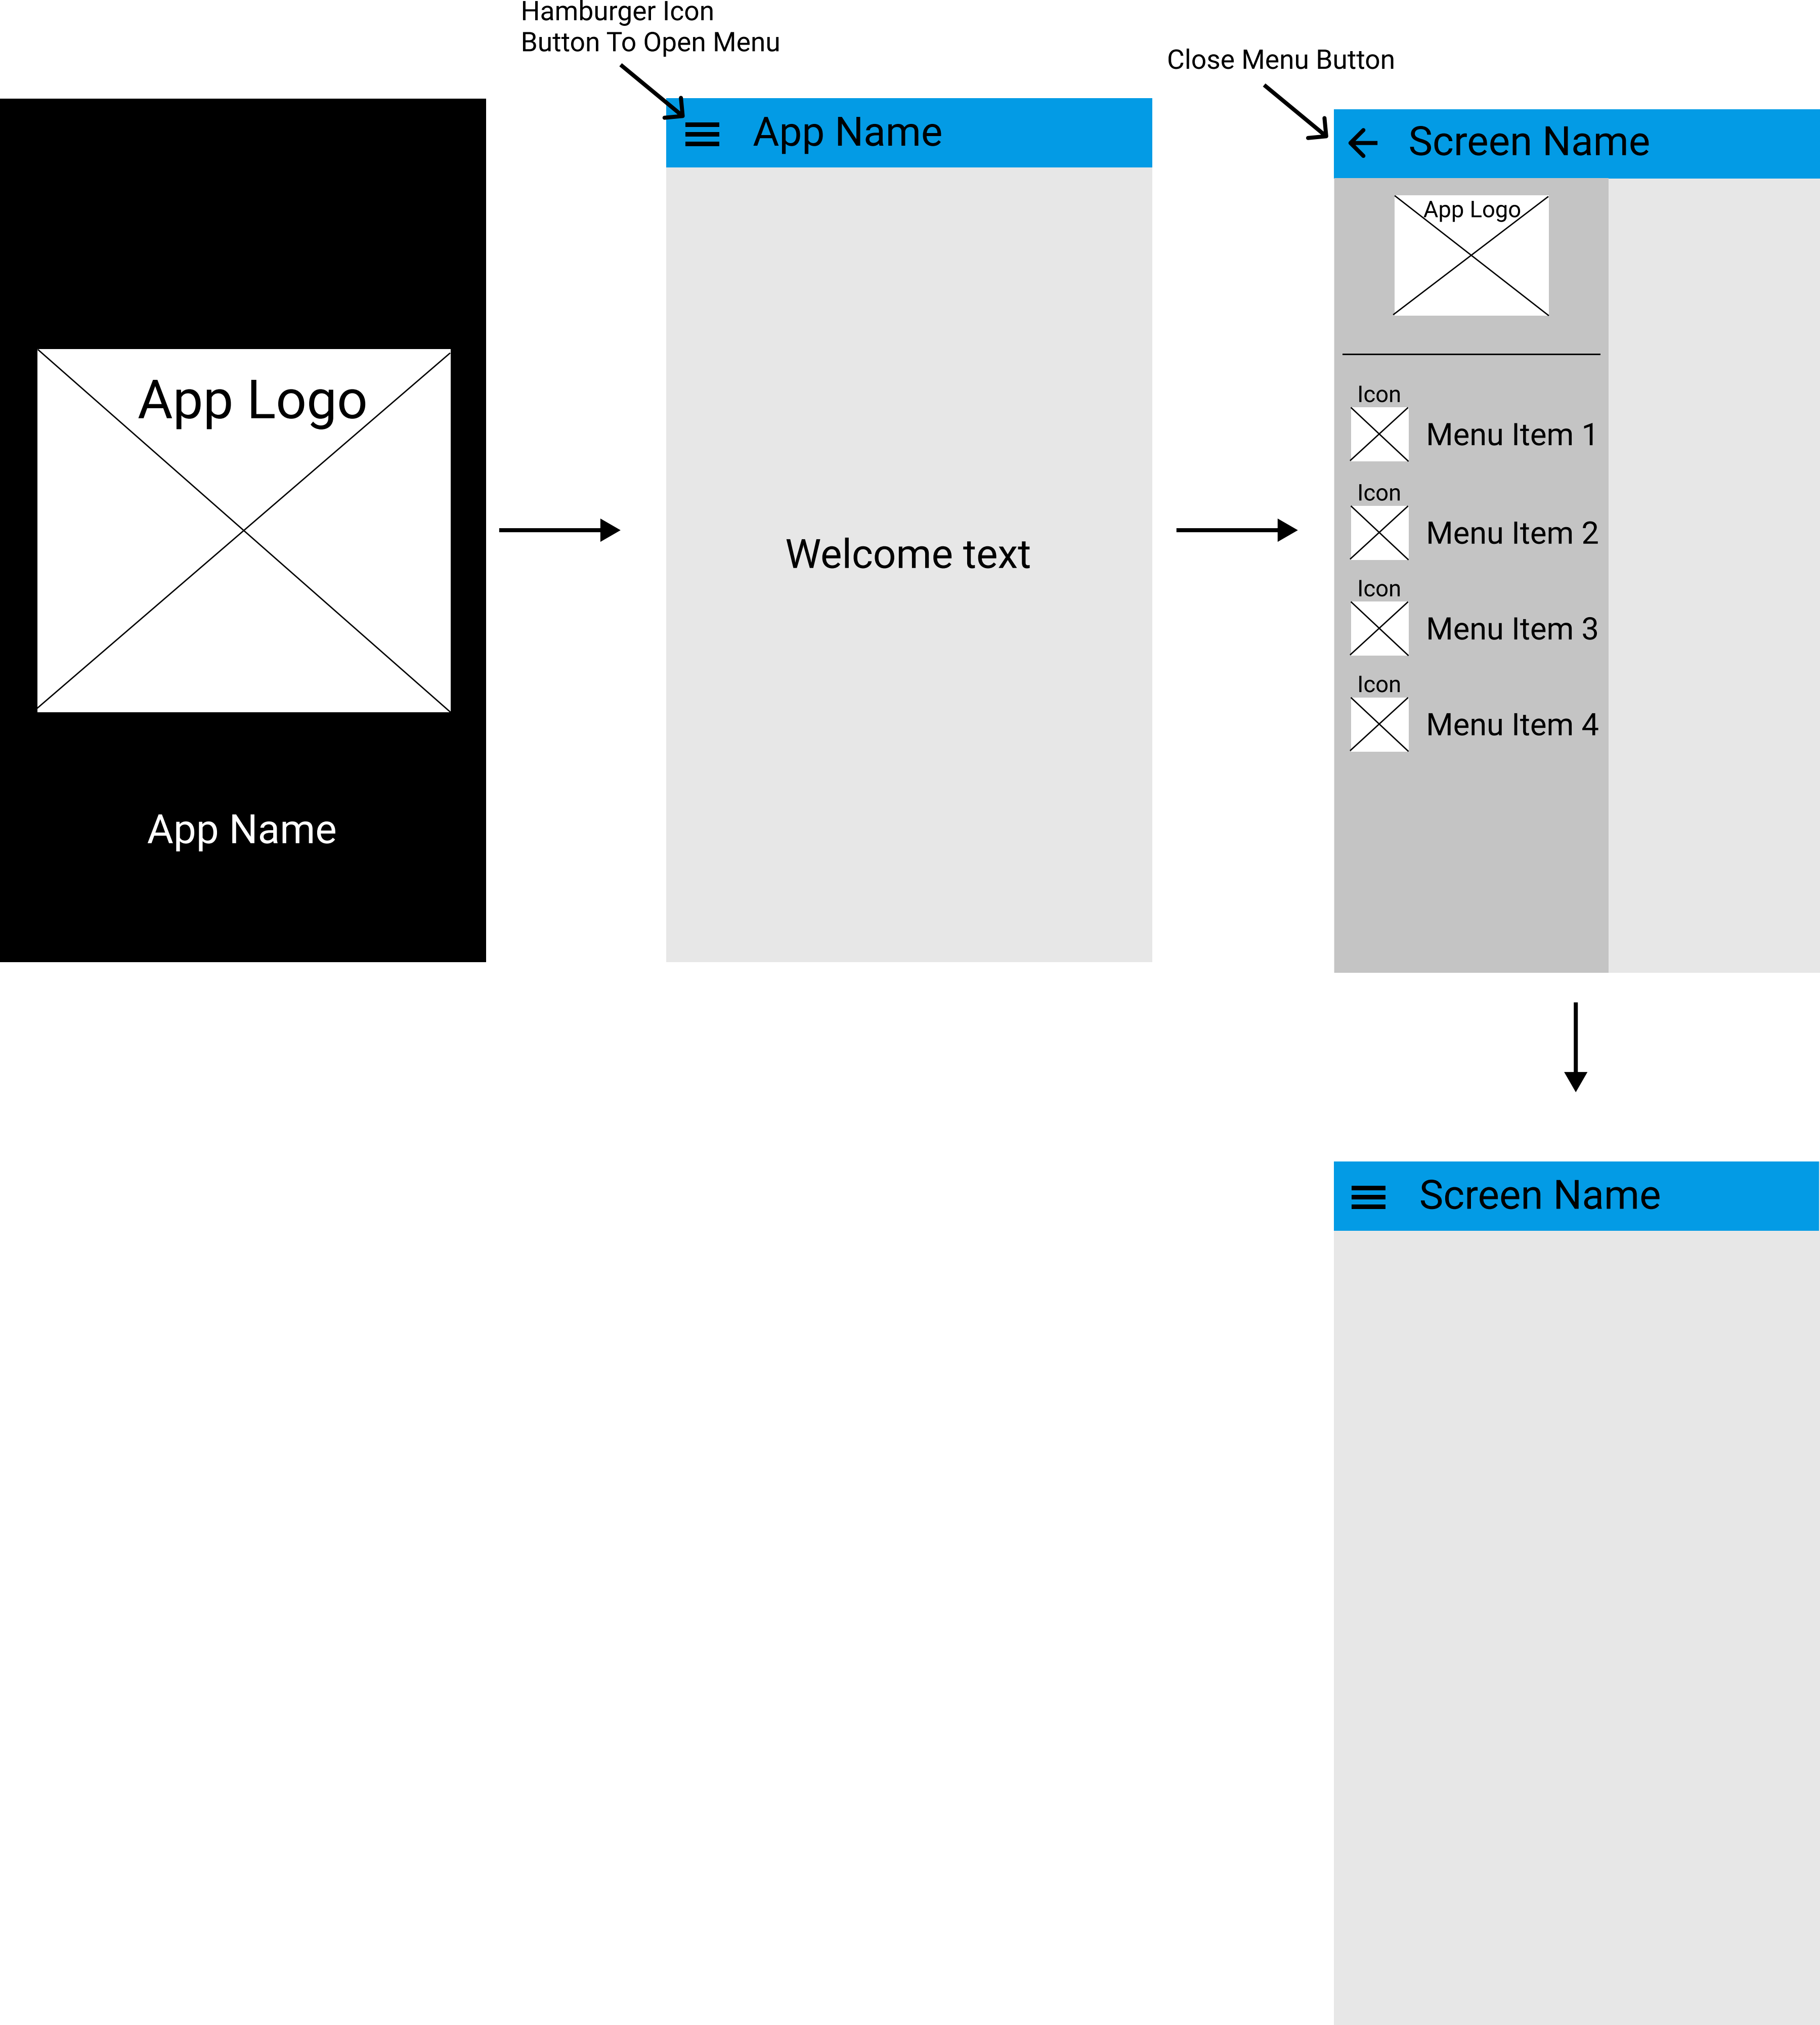 Hamburger Icon
Button To Open Menu
Close Menu Button
App Logo
App Name
App Name
Welcome text
Screen Name
App Logo
Icon
Menu Item 1
Icon
Menu Item 2
Icon
Menu Item 3
Icon
Menu Item 4
Screen Name